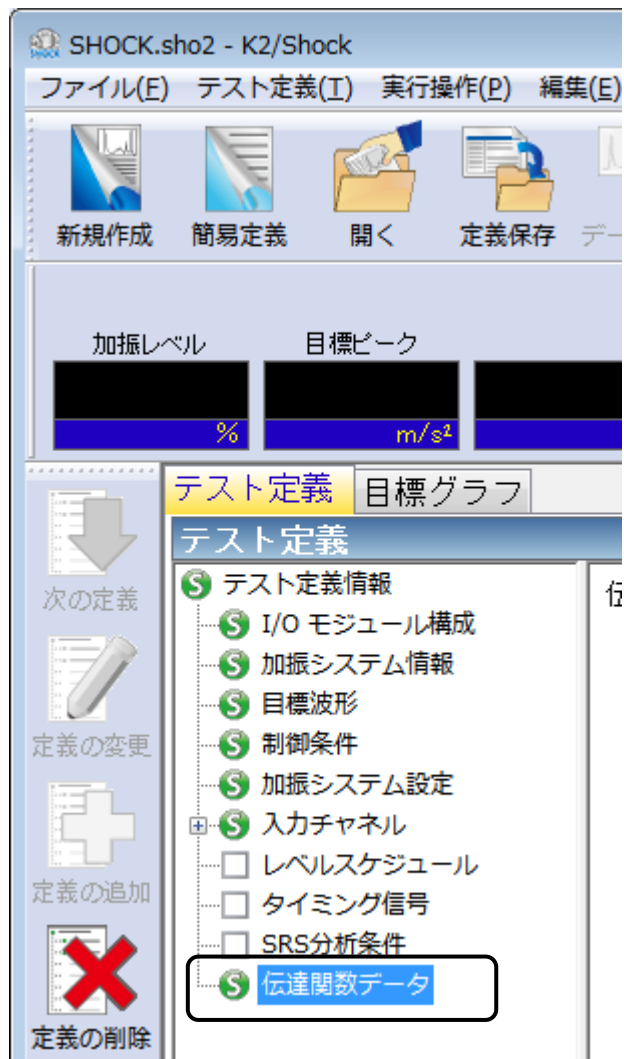 SHOCK.sho2 - K2/Shock
ファイル(F) テスト定義(T) 実行操作(P) 編集(E)
新規作成 簡易定義 開く 定義保存 デー
加振レベル 目標ピーク
% m/s²
テスト定義 目標グラフ
テスト定義
次の定義
定義の変更
定義の追加
定義の削除
テスト定義情報
I/O モジュール構成
加振システム情報
目標波形
制御条件
加振システム設定
入力チャネル
レベルスケジュール
タイミング信号
SRS分析条件
伝達関数データ